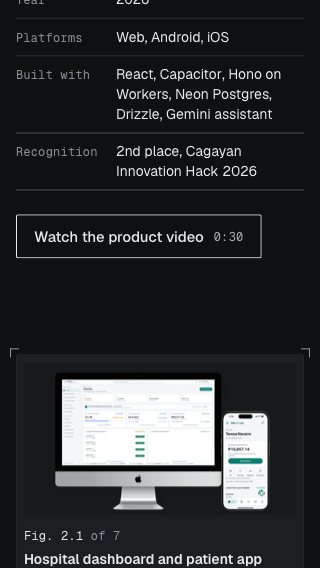 Year
2026
Platforms
Web, Android, iOS
Built with
React, Capacitor, Hono on
Workers, Neon Postgres,
Drizzle, Gemini assistant
Recognition
2nd place, Cagayan
Innovation Hack 2026
Watch the product video 0:30
Fig. 2.1 of 7
Hospital dashboard and patient app